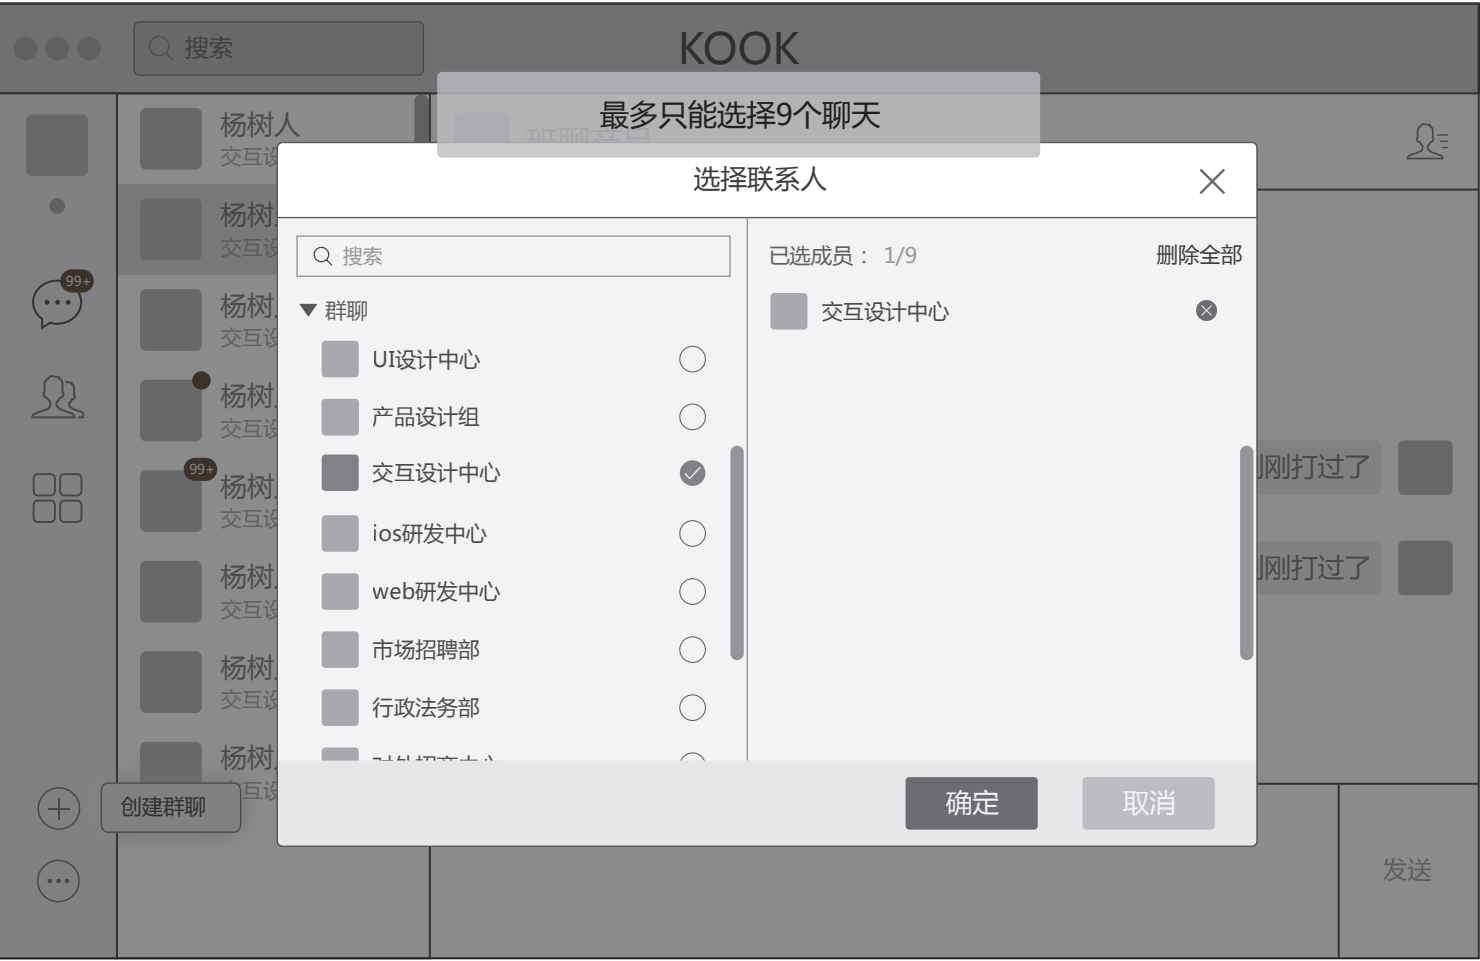 搜索
KOOK
最多只能选择9个聊天
选择联系人
搜索
已选成员： 1/9
删除全部
群聊
UI设计中心
产品设计组
交互设计中心
ios研发中心
web研发中心
市场招聘部
行政法务部
交互设计中心
确定
取消
杨树人
交互设
杨树
交互设
99+
杨树
交互设
杨树
交互设
99+
杨树
交互设
杨树
交互设
杨树
交互设
杨树
互设
刚打过了
刚打过了
创建群聊
发送